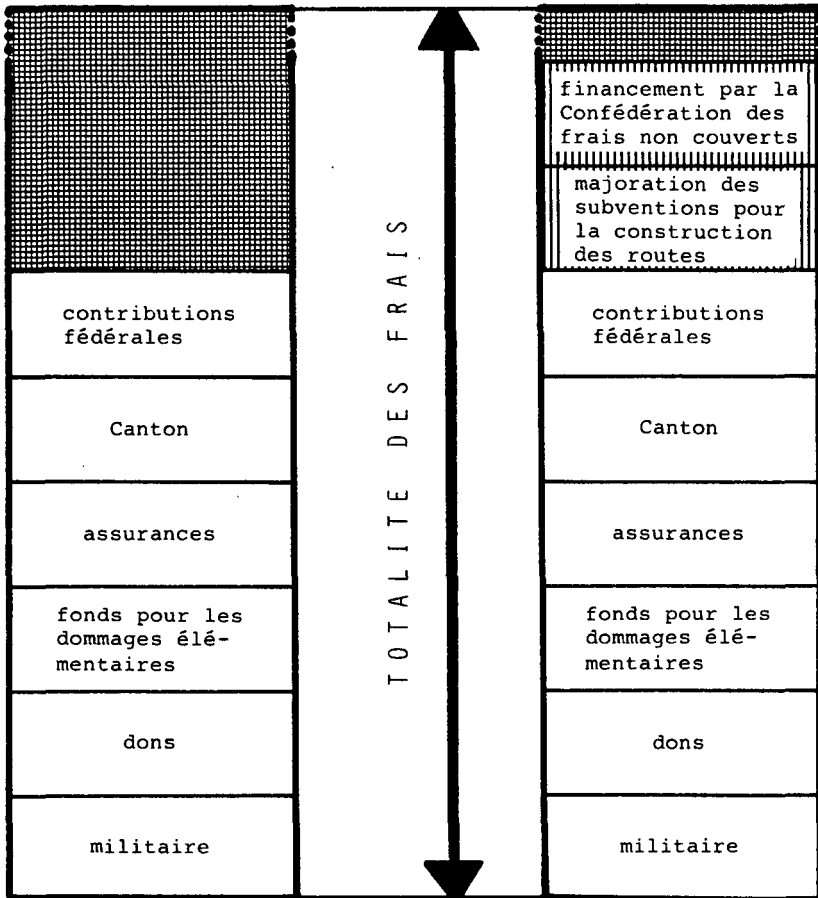 contributions
fédérales
Canton
assurances
fonds pour les
dommages élé-
mentaires
dons
militaire
TOTALITE DES FRAIS
financement par la
Confédération des
frais non couverts
majoration des
subventions pour
la construction
des routes
contributions
fédérales
Canton
assurances
fonds pour les
dommages élé-
mentaires
dons
militaire